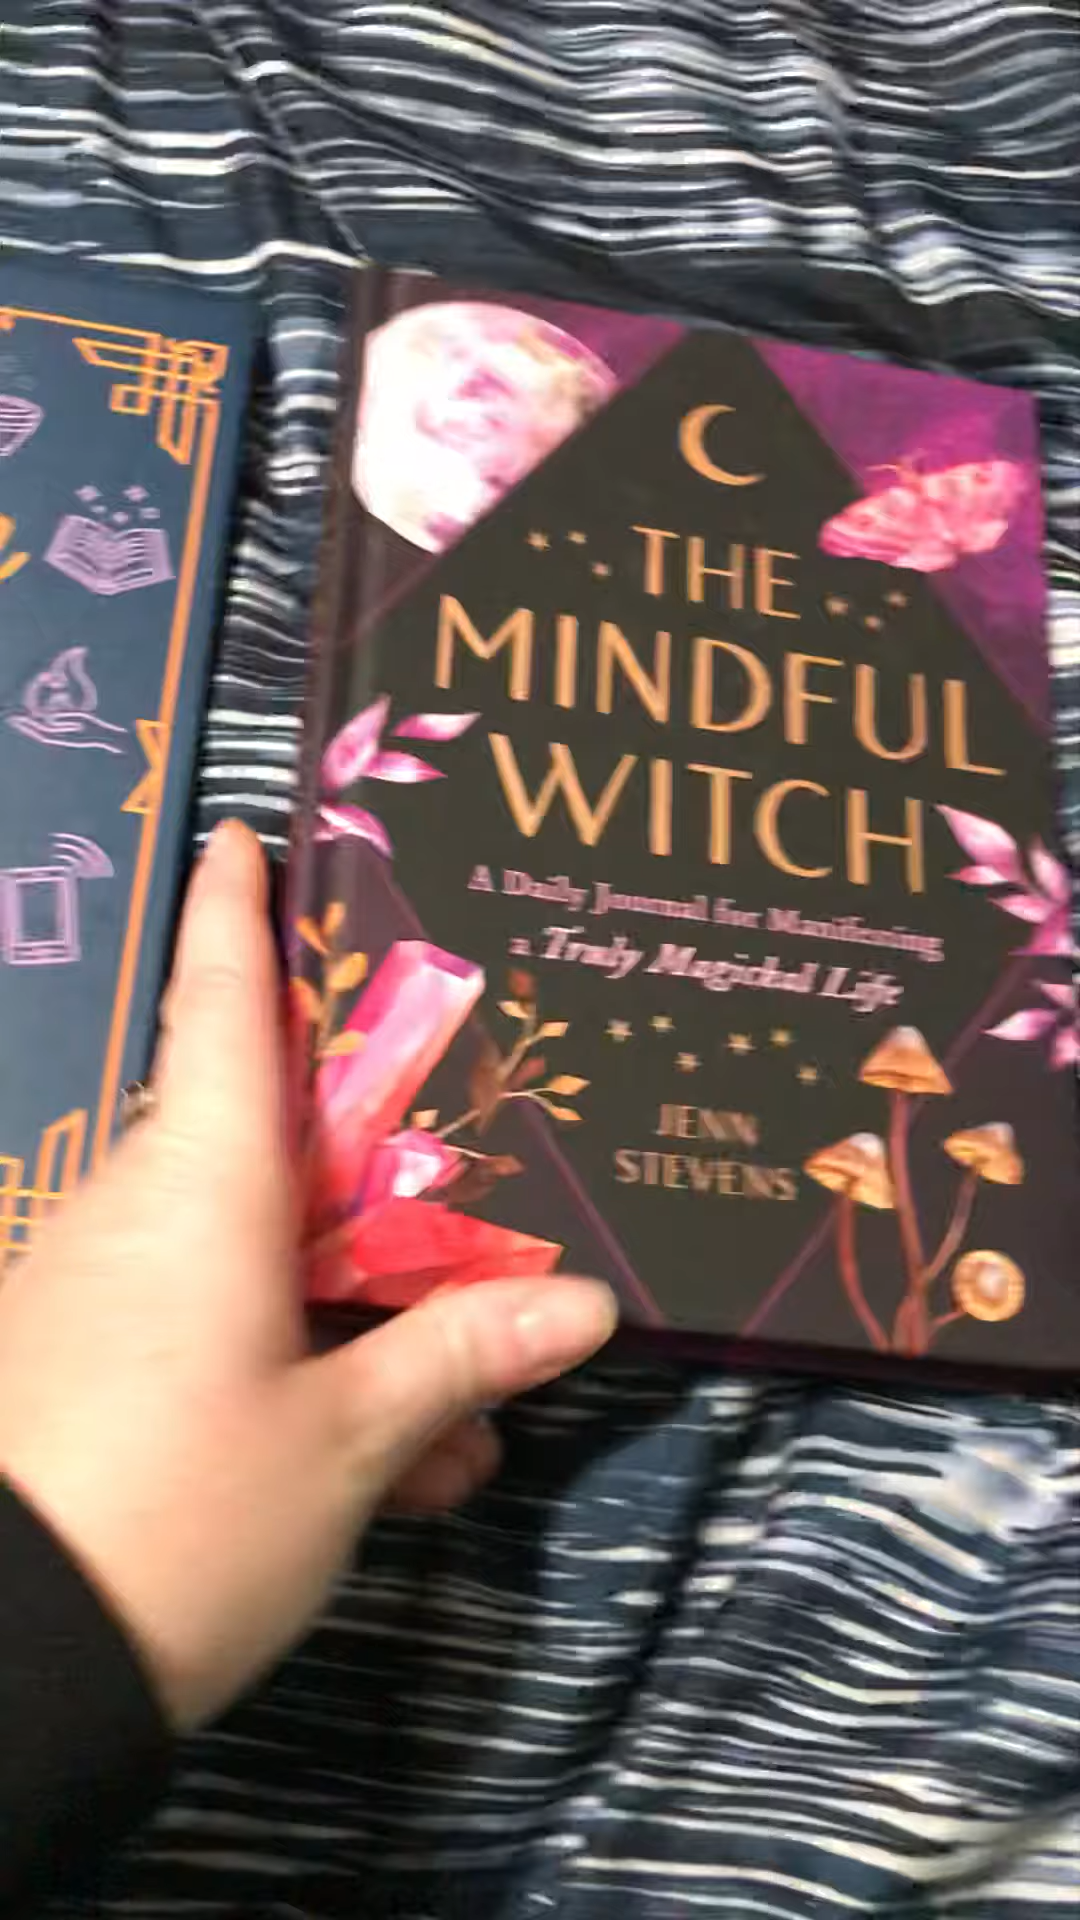 THE
MINDFUL
WITCH
A Daily Journal for Manifesting
a Truly Magickal Life
JENN
STEVENS